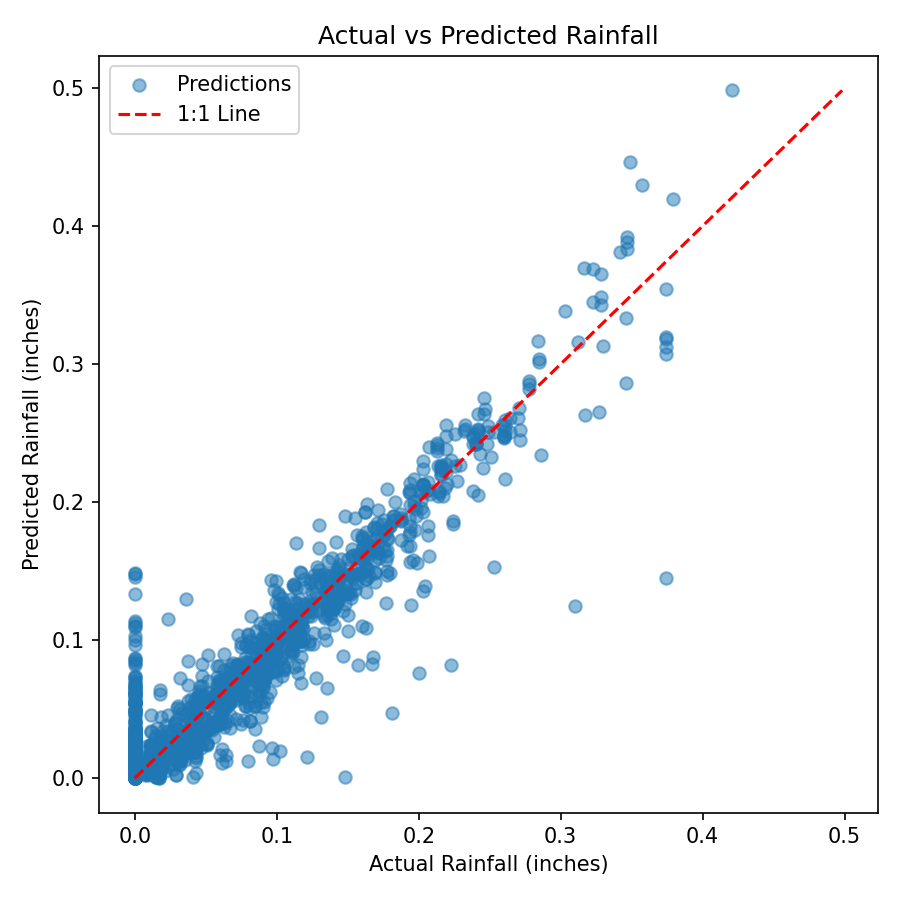 Actual vs Predicted Rainfall
Predictions
1:1 Line
0.5
0.4
0.3
0.2
0.1
0.0
Predicted Rainfall (inches)
0.0 0.1 0.2 0.3 0.4 0.5
Actual Rainfall (inches)